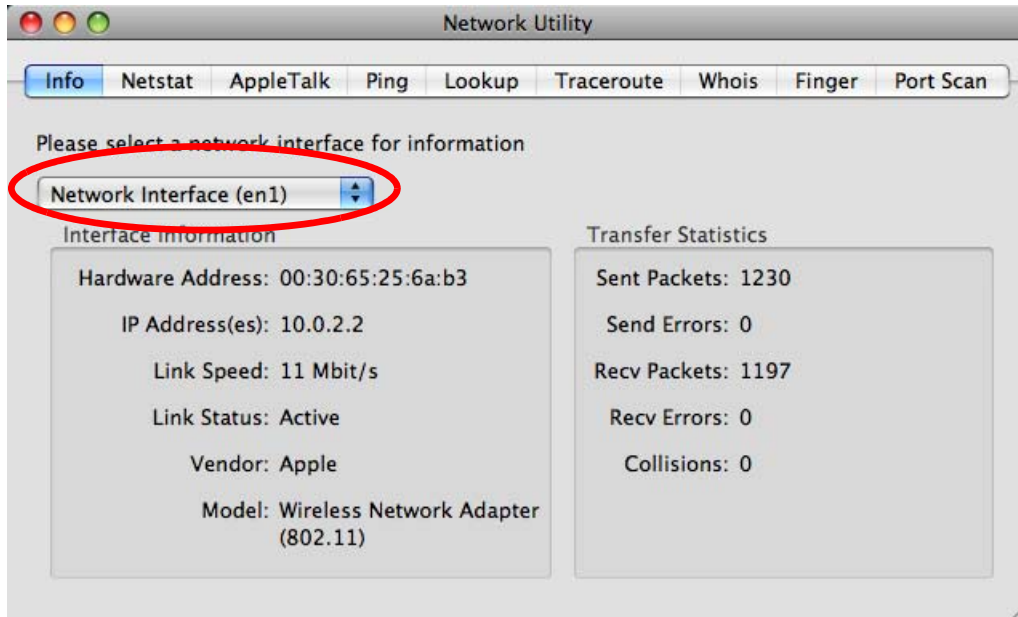 Network Utility
Info Netstat AppleTalk Ping Lookup Traceroute Whois Finger Port Scan
Please select a network interface for information
Network Interface (en1)
Interface Information
Hardware Address: 00:30:65:25:6a:b3
IP Address(es): 10.0.2.2
Link Speed: 11 Mbit/s
Link Status: Active
Vendor: Apple
Model: Wireless Network Adapter
(802.11)
Transfer Statistics
Sent Packets: 1230
Send Errors: 0
Recv Packets: 1197
Recv Errors: 0
Collisions: 0